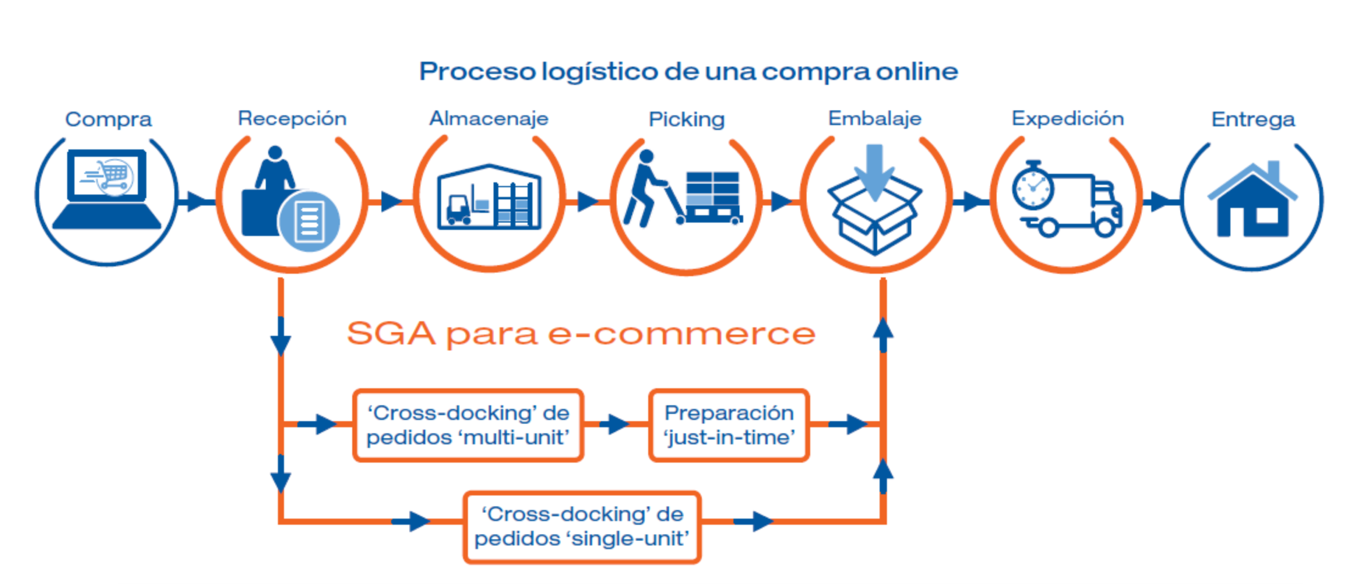 Proceso logístico de una compra online
Compra
Recepción
Almacenaje
Picking
Embalaje
Expedición
Entrega
SGA para e-commerce
‘Cross-docking’ de
pedidos ‘multi-unit’
Preparación
‘just-in-time’
‘Cross-docking’ de
pedidos ‘single-unit’